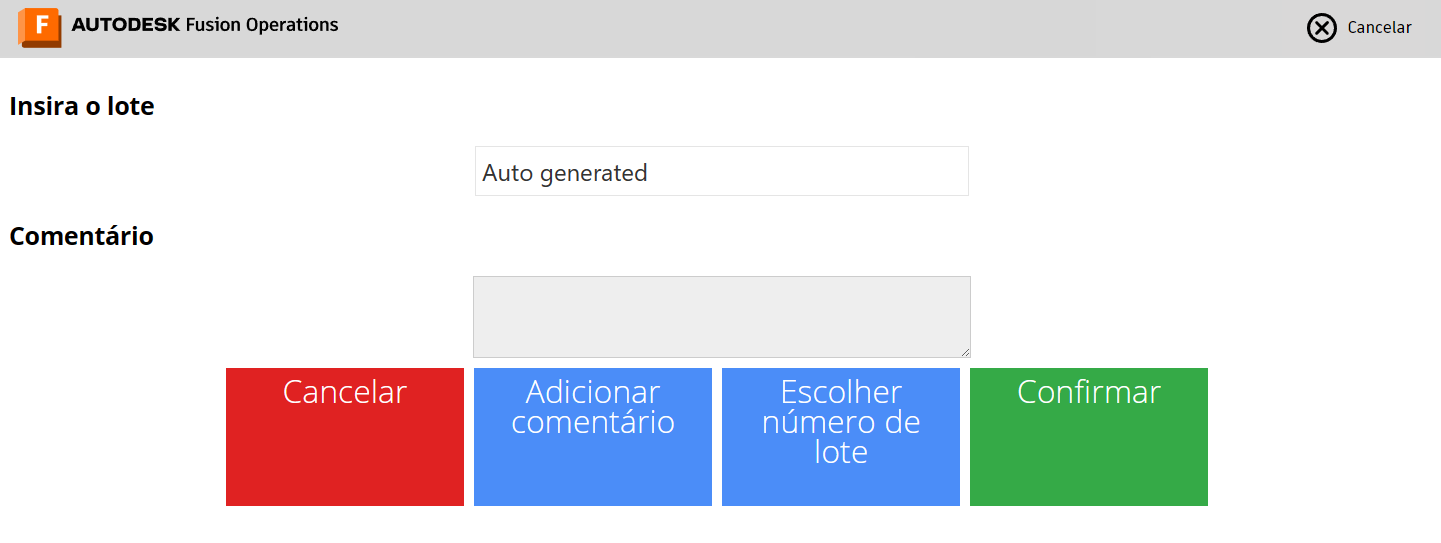 F AUTODESK Fusion Operations
Cancelar
Insira o lote
Auto generated
Comentário
Cancelar
Adicionar
comentário
Escolher
número de
lote
Confirmar